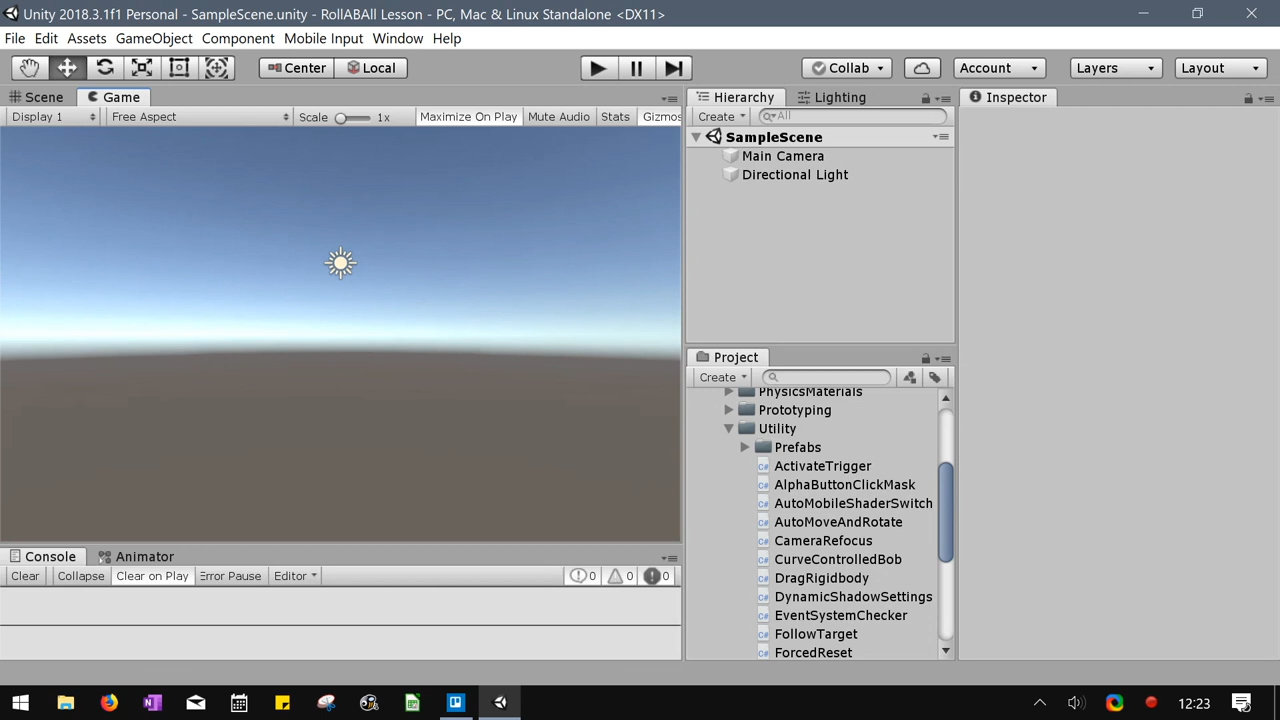 Unity 2018.3.1f1 Personal - SampleScene.unity - RollABAll Lesson - PC, Mac & Linux Standalone <DX11>
File Edit Assets GameObject Component Mobile Input Window Help
Center Local Collab Account Layers Layout
Scene Game Hierarchy Lighting Inspector
Display 1 Free Aspect Scale 1x Maximize On Play Mute Audio Stats Gizmos Create All
SampleScene
Main Camera
Directional Light
Project
Create
PhysicsMaterials
Prototyping
Utility
Prefabs
ActivateTrigger
AlphaButtonClickMask
AutoMobileShaderSwitch
AutoMoveAndRotate
CameraRefocus
CurveControlledBob
DragRigidbody
DynamicShadowSettings
EventSystemChecker
FollowTarget
ForcedReset
Console Animator
Clear Collapse Clear on Play Error Pause Editor 0 0 0
12:23